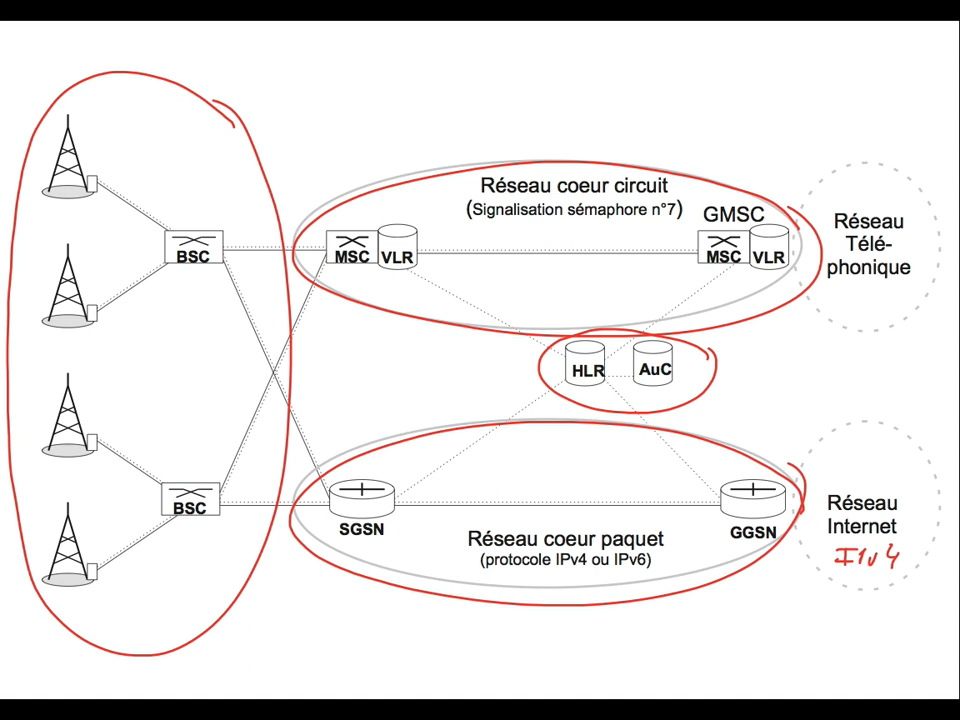 Réseau coeur circuit
(Signalisation sémaphore n°7)
GMSC
BSC
MSC
VLR
MSC
VLR
Réseau
Télé-
phonique
HLR
AuC
BSC
SGSN
Réseau coeur paquet
(protocole IPv4 ou IPv6)
GGSN
Réseau
Internet